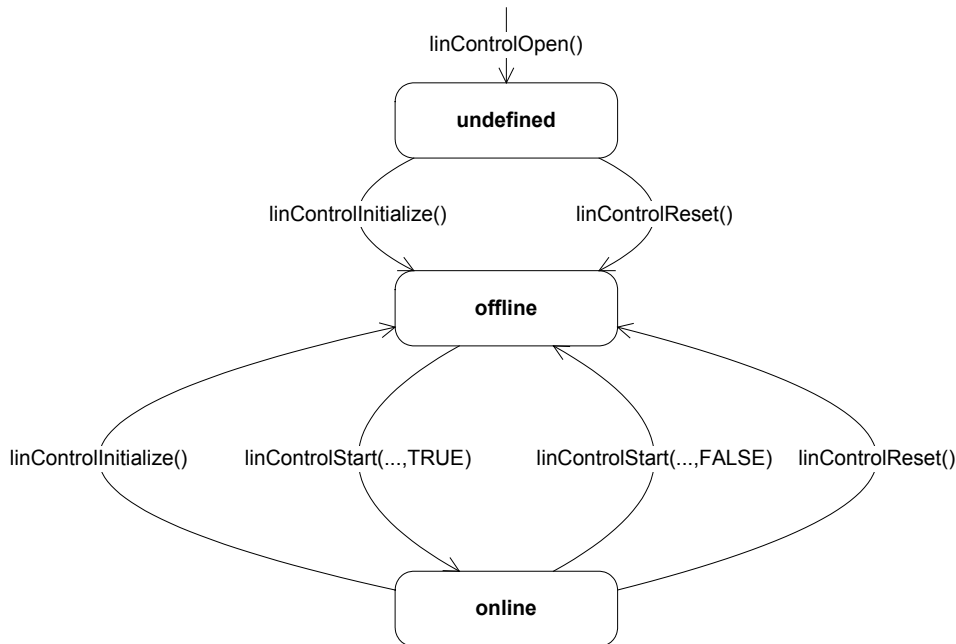 linControlOpen()
undefined
linControlInitialize()
linControlReset()
offline
linControlInitialize()
linControlStart(...,TRUE)
linControlStart(...,FALSE)
linControlReset()
online